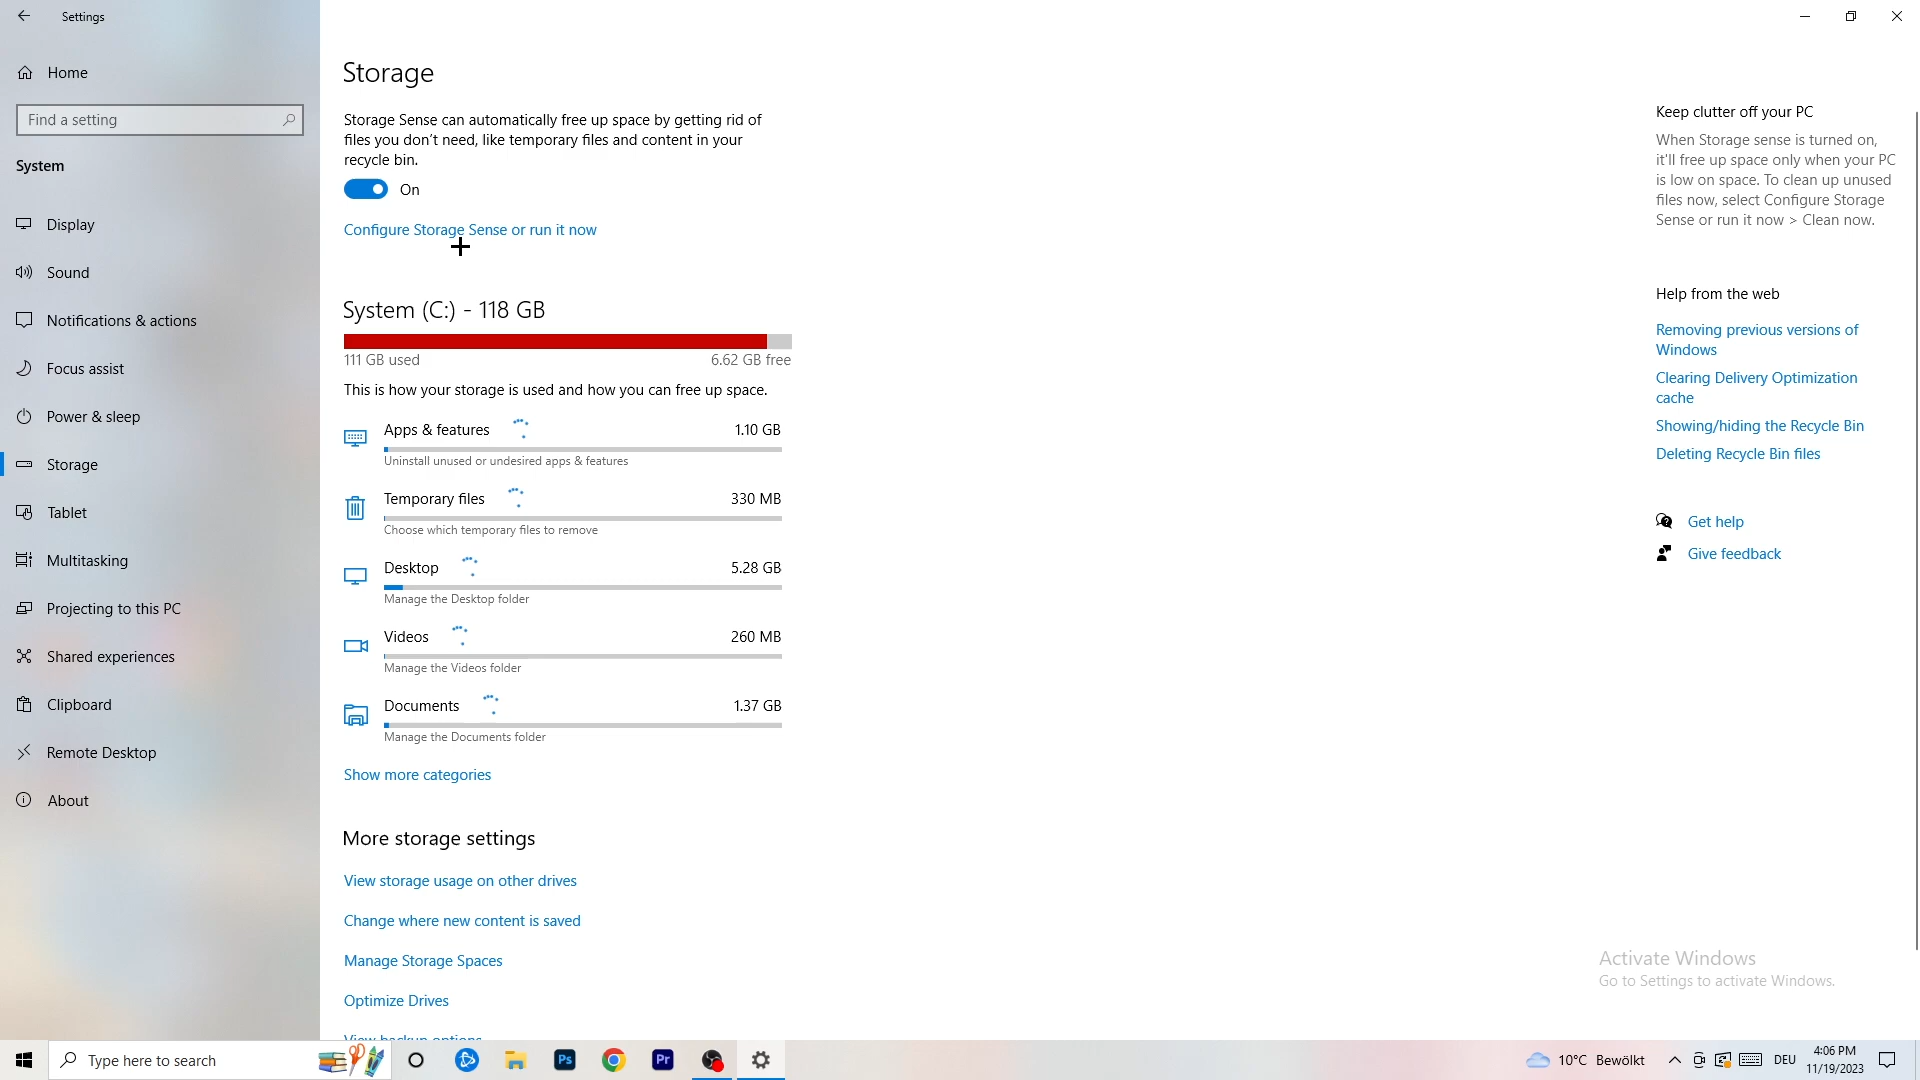 Settings
Home
Find a setting
System
Display
Sound
Notifications & actions
Focus assist
Power & sleep
Storage
Tablet
Multitasking
Projecting to this PC
Shared experiences
Clipboard
Remote Desktop
About
Storage
Storage Sense can automatically free up space by getting rid of
files you don't need, like temporary files and content in your
recycle bin.
On
Configure Storage Sense or run it now
System (C:) - 118 GB
111 GB used 6.62 GB free
This is how your storage is used and how you can free up space.
Apps & features 1.10 GB
Uninstall unused or undesired apps & features
Temporary files 330 MB
Choose which temporary files to remove
Desktop 5.28 GB
Manage the Desktop folder
Videos 260 MB
Manage the Videos folder
Documents 1.37 GB
Manage the Documents folder
Show more categories
More storage settings
View storage usage on other drives
Change where new content is saved
Manage Storage Spaces
Optimize Drives
View backup options
Keep clutter off your PC
When Storage sense is turned on,
it'll free up space only when your PC
is low on space. To clean up unused
files now, select Configure Storage
Sense or run it now > Clean now.
Help from the web
Removing previous versions of
Windows
Clearing Delivery Optimization
cache
Showing/hiding the Recycle Bin
Deleting Recycle Bin files
Get help
Give feedback
Activate Windows
Go to Settings to activate Windows.
Type here to search
Ps
Pr
10°C Bewölkt
DEU
4:06 PM
11/19/2023